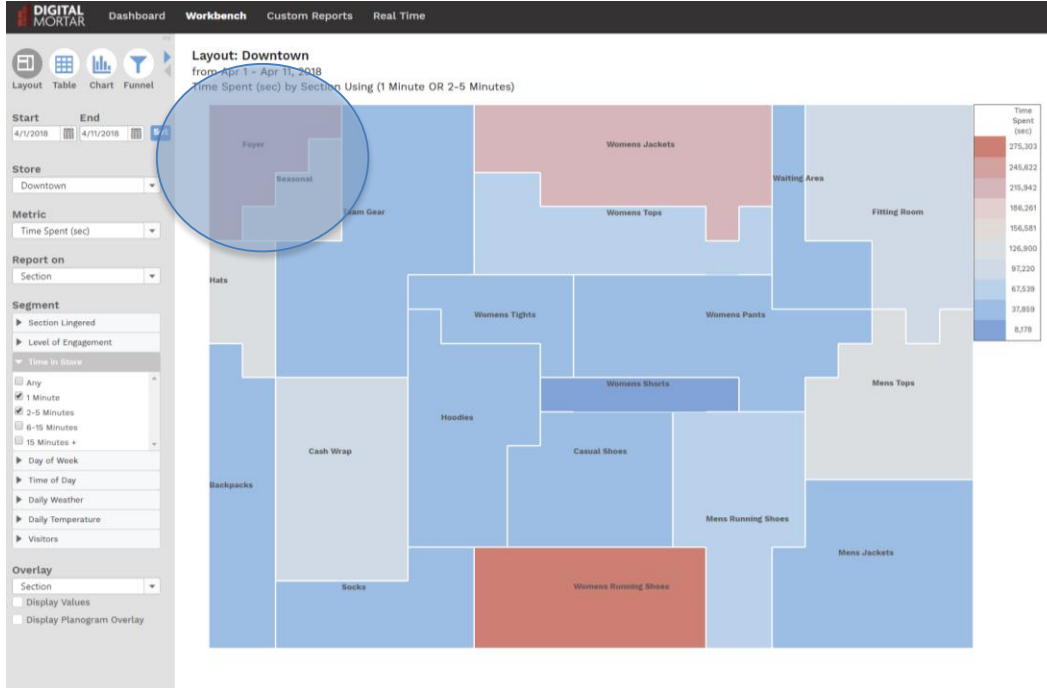 DIGITAL
MORTAR
Dashboard
Workbench
Custom Reports
Real Time
Layout
Table
Chart
Funnel
Start
End
4/1/2018
4/11/2018
Store
Downtown
Metric
Time Spent (sec)
Report on
Section
Segment
Section Lingered
Level of Engagement
Time in Store
Any
1 Minute
2-5 Minutes
6-15 Minutes
15 Minutes +
Day of Week
Time of Day
Daily Weather
Daily Temperature
Visitors
Overlay
Section
Display Values
Display Planogram Overlay
Layout: Downtown
from Apr 1 - Apr 11, 2018
Time Spent (sec) by Section Using (1 Minute OR 2-5 Minutes)
Foyer
Womens Jackets
Seasonal
Waiting Area
Team Gear
Womens Tops
Fitting Room
Hats
Womens Tights
Womens Pants
Womens Shorts
Mens Tops
Hoodies
Cash Wrap
Casual Shoes
Backpacks
Mens Running Shoes
Mens Jackets
Socks
Womens Running Shoes
Time
Spent
(sec)
275,303
245,622
215,942
186,261
156,581
126,900
97,220
67,539
37,859
8,178